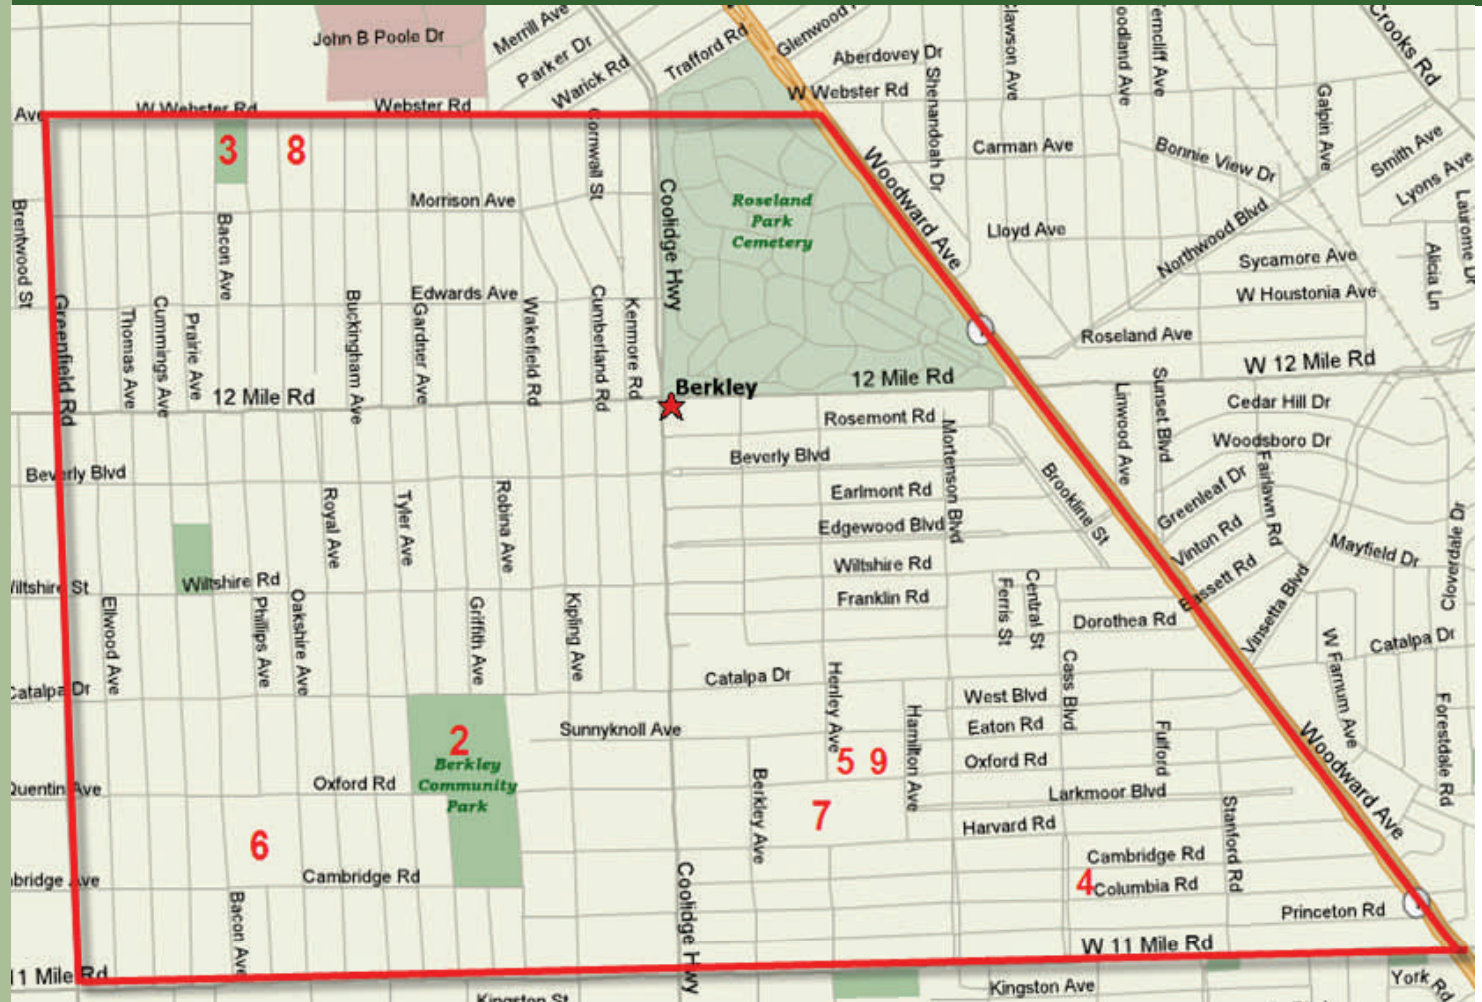 John B Poole Dr
Merrill Ave
Parker Dr
Warick Rd
Trafford Rd
Glenwood
Aberdovey Dr
W Webster Rd
Shenandoah Dr
Crooks Rd
Galpin Ave
Ave
W Webster Rd
Webster Rd
3
8
Carman Ave
Bonnie View Dr
Smith Ave
Lyons Ave
Laurome Dr
Brentwood St
Bacon Ave
Morrison Ave
Coolidge Hwy
Roseland
Park
Cemetery
Woodward Ave
Lloyd Ave
Northwood Blvd
Sycamore Ave
Alicia Ln
W Houstonia Ave
Greenfield Rd
Thomas Ave
Cummings Ave
Prairie Ave
Buckingham Ave
Edwards Ave
Gardner Ave
Wakefield Rd
Cumberland Rd
Kenmore Rd
Roseland Ave
12 Mile Rd
Berkley
12 Mile Rd
W 12 Mile Rd
Rosemont Rd
Mortenson Blvd
Linwood Ave
Sunset Blvd
Cedar Hill Dr
Woodsboro Dr
Beverly Blvd
Beverly Blvd
Royal Ave
Tyler Ave
Robina Ave
Earlmont Rd
Edgewood Blvd
Brookline St
Greenleaf Dr
Fairlawn Rd
Vinton Rd
Mayfield Dr
Cloverdale Dr
Wiltshire Rd
Wiltshire Rd
Franklin Rd
Ferris St
Central St
Dorothea Rd
Vinsetta Blvd
Ellwood Ave
Phillips Ave
Oakshire Ave
Griffith Ave
Kipling Ave
W Farnum Ave
Catalpa Dr
Catalpa Dr
Henley Ave
Cass Blvd
West Blvd
Eaton Rd
Oxford Rd
Fulford
Hamilton Ave
Forestdale Rd
Woodward Ave
Sunnyknoll Ave
2
Berkley
Community
Park
5 9
Oxford Rd
7
Berkley Ave
Larkmoor Blvd
Harvard Rd
Stanford Rd
6
Cambridge Rd
Cambridge Rd
4
Columbia Rd
Princeton Rd
Bacon Ave
Coolidge Hwy
W 11 Mile Rd
11 Mile Rd
Kingston St
Kingston Ave
York Rd